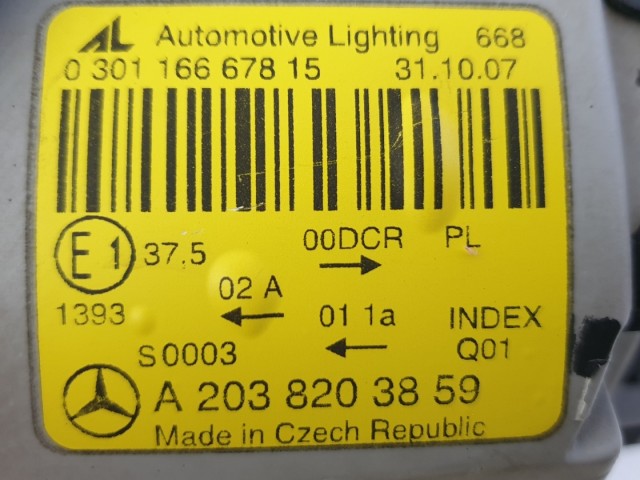 AL Automotive Lighting 668
0 301 166 678 15 31.10.07
E1 37.5 00DCR PL
→
1393 02 A 01 1a INDEX
← ←
S0003 Q01
A 203 820 38 59
Made in Czech Republic